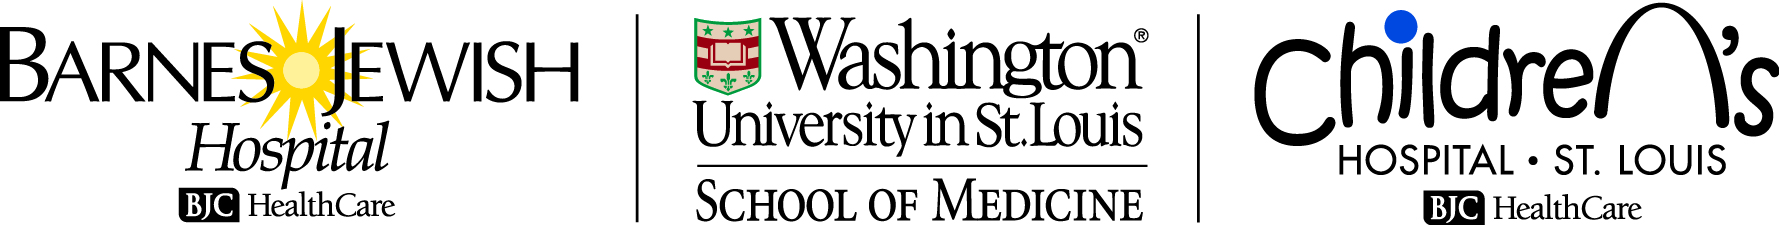 BARNES JEWISH
Hospital
BJC HealthCare
Washington®
University in St. Louis
SCHOOL OF MEDICINE
Children's
HOSPITAL • ST. LOUIS
BJC HealthCare